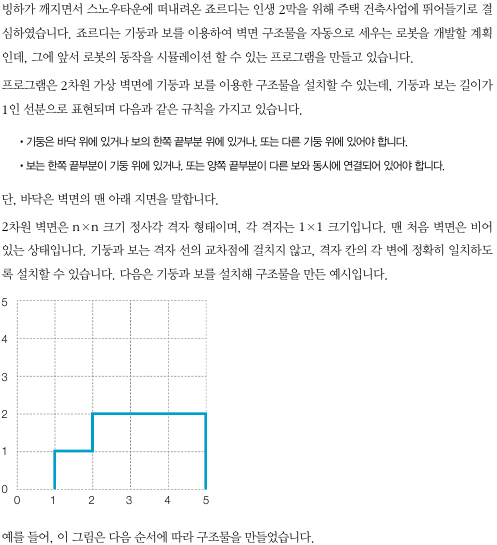 빙하가 깨지면서 스노우타운에 떠내려온 죠르디는 인생 2막을 위해 주택 건축사업에 뛰어들기로 결
심하였습니다. 죠르디는 기둥과 보를 이용하여 벽면 구조물을 자동으로 세우는 로봇을 개발할 계획
인데, 그에 앞서 로봇의 동작을 시뮬레이션 할 수 있는 프로그램을 만들고 있습니다.
프로그램은 2차원 가상 벽면에 기둥과 보를 이용한 구조물을 설치할 수 있는데, 기둥과 보는 길이가
1인 선분으로 표현되며 다음과 같은 규칙을 가지고 있습니다.
• 기둥은 바닥 위에 있거나 보의 한쪽 끝부분 위에 있거나, 또는 다른 기둥 위에 있어야 합니다.
• 보는 한쪽 끝부분이 기둥 위에 있거나, 또는 양쪽 끝부분이 다른 보와 동시에 연결되어 있어야 합니다.
단, 바닥은 벽면의 맨 아래 지면을 말합니다.
2차원 벽면은 n×n 크기 정사각 격자 형태이며, 각 격자는 1×1 크기입니다. 맨 처음 벽면은 비어
있는 상태입니다. 기둥과 보는 격자 선의 교차점에 걸치지 않고, 격자 칸의 각 변에 정확히 일치하도
록 설치할 수 있습니다. 다음은 기둥과 보를 설치해 구조물을 만든 예시입니다.
5
4
3
2
1
0
0 1 2 3 4 5
예를 들어, 이 그림은 다음 순서에 따라 구조물을 만들었습니다.